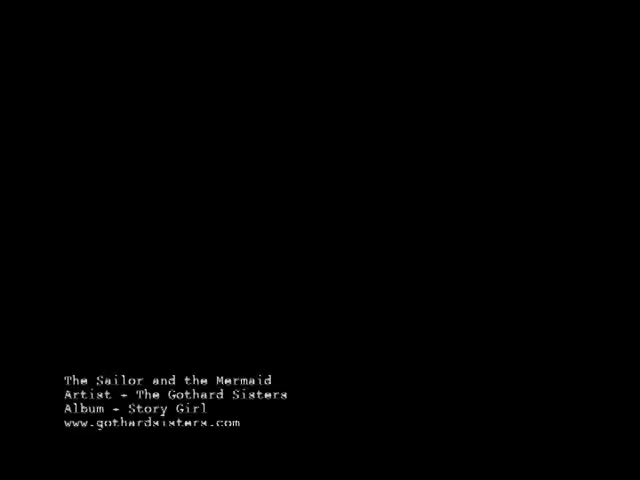 The Sailor and the Mermaid
Artist - The Gothard Sisters
Album - Story Girl
www.gothardsisters.com